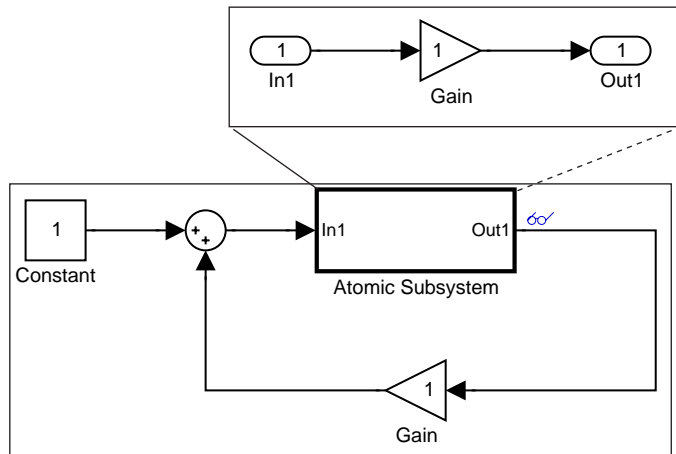 1 1 1
In1 Gain Out1
1 In1 Out1
Constant Atomic Subsystem
1
Gain